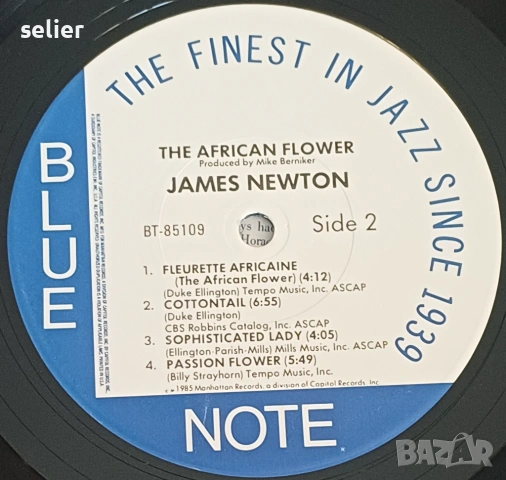 selier
THE FINEST IN JAZZ SINCE 1939
BLUE
NOTE
THE AFRICAN FLOWER
Produced by Mike Berniker
JAMES NEWTON
BT-85109
ys had
Hora
Side 2
1. FLEURETTE AFRICAINE
(The African Flower) (4:12)
(Duke Ellington) Tempo Music, Inc. ASCAP
2. COTTONTAIL (6:55)
(Duke Ellington)
CBS Robbins Catalog, Inc. ASCAP
3. SOPHISTICATED LADY (4:05)
(Ellington-Parish-Mills) Mills Music, Inc. ASCAP
4. PASSION FLOWER (5:49)
(Billy Strayhorn) Tempo Music, Inc.
1985 Manhattan Records, a division of Capitol Records, Inc.
BAZAR